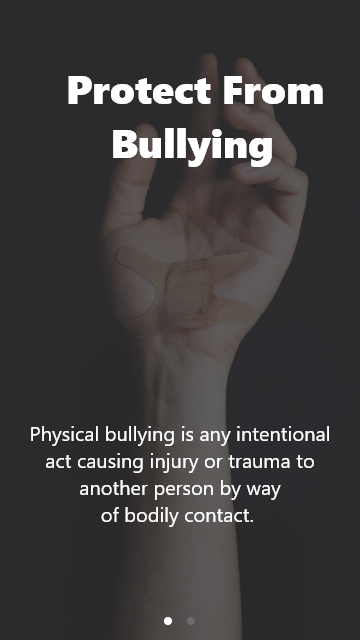 Protect From
Bullying
Physical bullying is any intentional
act causing injury or trauma to
another person by way
of bodily contact.